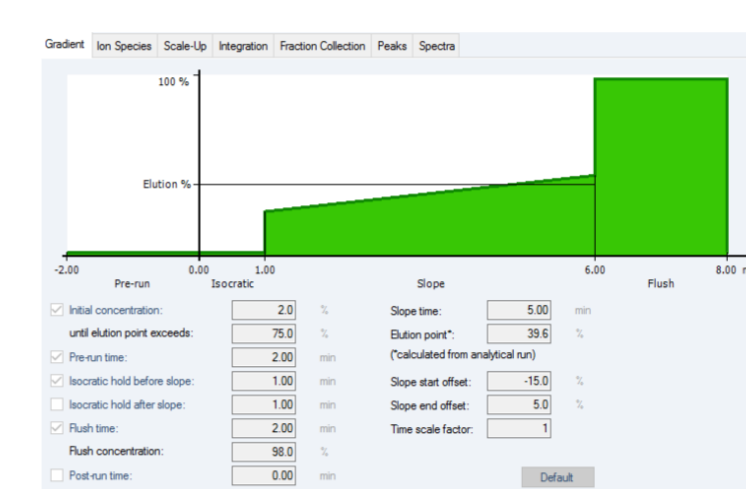 Gradient Ion Species Scale-Up Integration Fraction Collection Peaks Spectra
100 %
Elution %
-2.00 0.00 1.00 6.00 8.00
Pre-run Isocratic Slope Flush
Initial concentration: 2.0 % Slope time: 5.00 min
until elution point exceeds: 75.0 % Elution point*: 39.6 %
Pre-run time: 2.00 min (*calculated from analytical run)
Isocratic hold before slope: 1.00 min Slope start offset: -15.0 %
Isocratic hold after slope: 1.00 min Slope end offset: 5.0 %
Flush time: 2.00 min Time scale factor: 1
Flush concentration: 98.0 %
Post-run time: 0.00 min Default